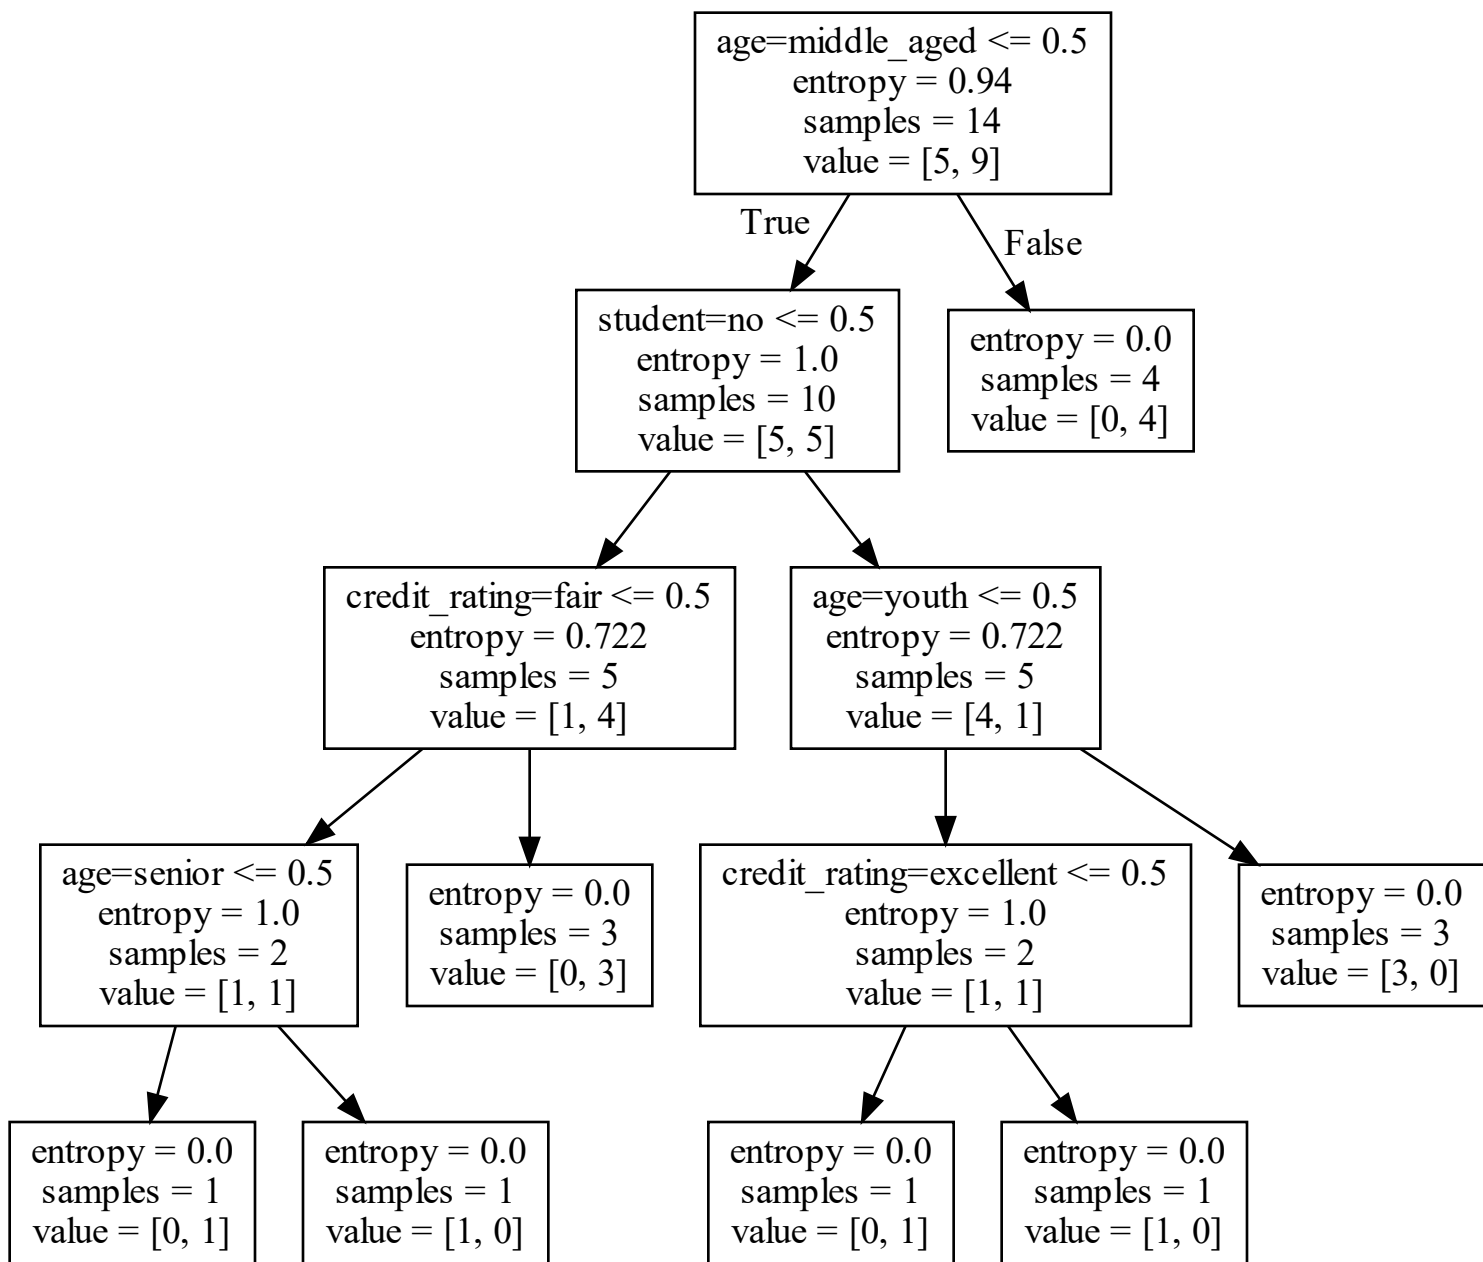 age=middle_aged <= 0.5
entropy = 0.94
samples = 14
value = [5, 9]
True
False
student=no <= 0.5
entropy = 1.0
samples = 10
value = [5, 5]
entropy = 0.0
samples = 4
value = [0, 4]
credit_rating=fair <= 0.5
entropy = 0.722
samples = 5
value = [1, 4]
age=youth <= 0.5
entropy = 0.722
samples = 5
value = [4, 1]
age=senior <= 0.5
entropy = 1.0
samples = 2
value = [1, 1]
entropy = 0.0
samples = 3
value = [0, 3]
credit_rating=excellent <= 0.5
entropy = 1.0
samples = 2
value = [1, 1]
entropy = 0.0
samples = 3
value = [3, 0]
entropy = 0.0
samples = 1
value = [0, 1]
entropy = 0.0
samples = 1
value = [1, 0]
entropy = 0.0
samples = 1
value = [0, 1]
entropy = 0.0
samples = 1
value = [1, 0]